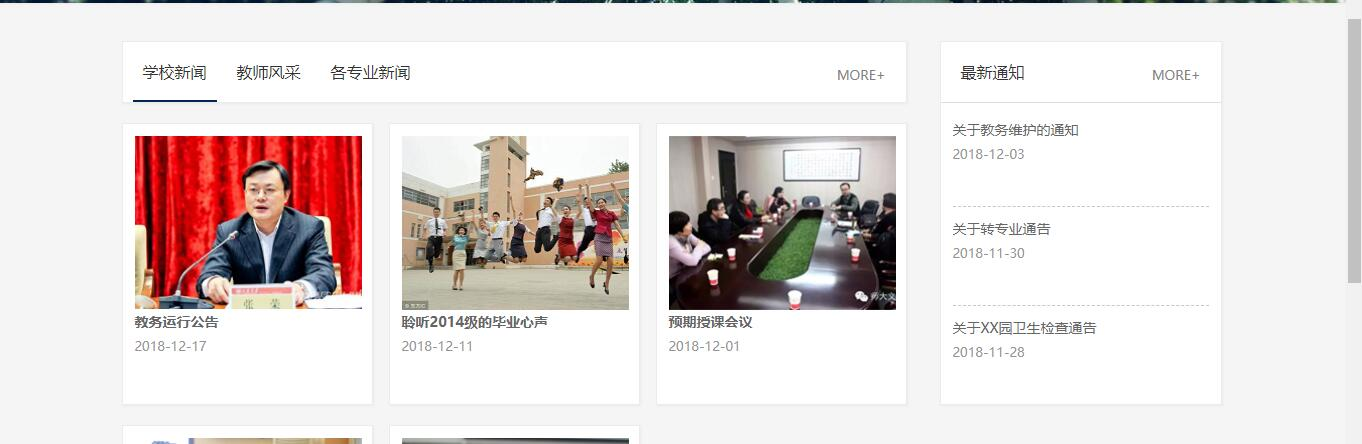 学校新闻 教师风采 各专业新闻 MORE+
最新通知 MORE+
张 荣
教务运行公告
2018-12-17
聆听2014级的毕业心声
2018-12-11
预期授课会议
2018-12-01
关于教务维护的通知
2018-12-03
关于转专业通告
2018-11-30
关于XX园卫生检查通告
2018-11-28